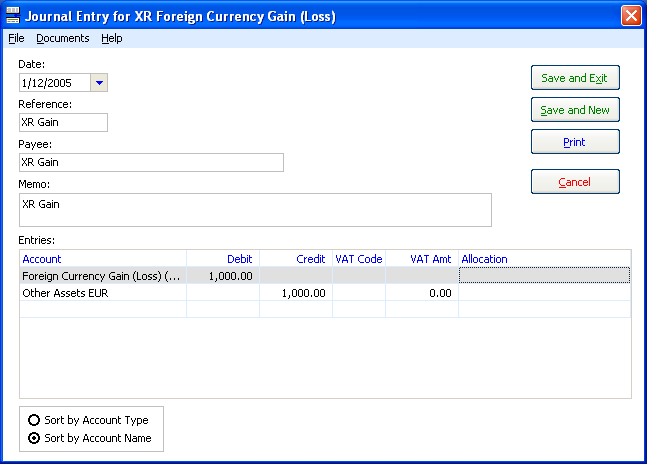 Journal Entry for XR Foreign Currency Gain (Loss)
File Documents Help
Date:
1/12/2005
Save and Exit
Reference:
XR Gain
Save and New
Payee:
XR Gain
Print
Memo:
XR Gain
Cancel
Entries:
Account Debit Credit VAT Code VAT Amt Allocation
Foreign Currency Gain (Loss) (... 1,000.00
Other Assets EUR 1,000.00 0.00
Sort by Account Type
Sort by Account Name